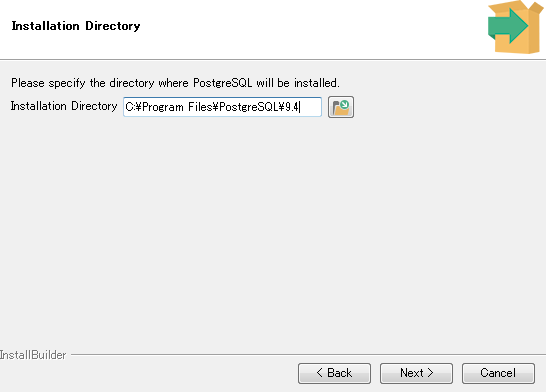 Installation Directory
Please specify the directory where PostgreSQL will be installed.
Installation Directory C:¥Program Files¥PostgreSQL¥9.4
InstallBuilder
< Back Next > Cancel